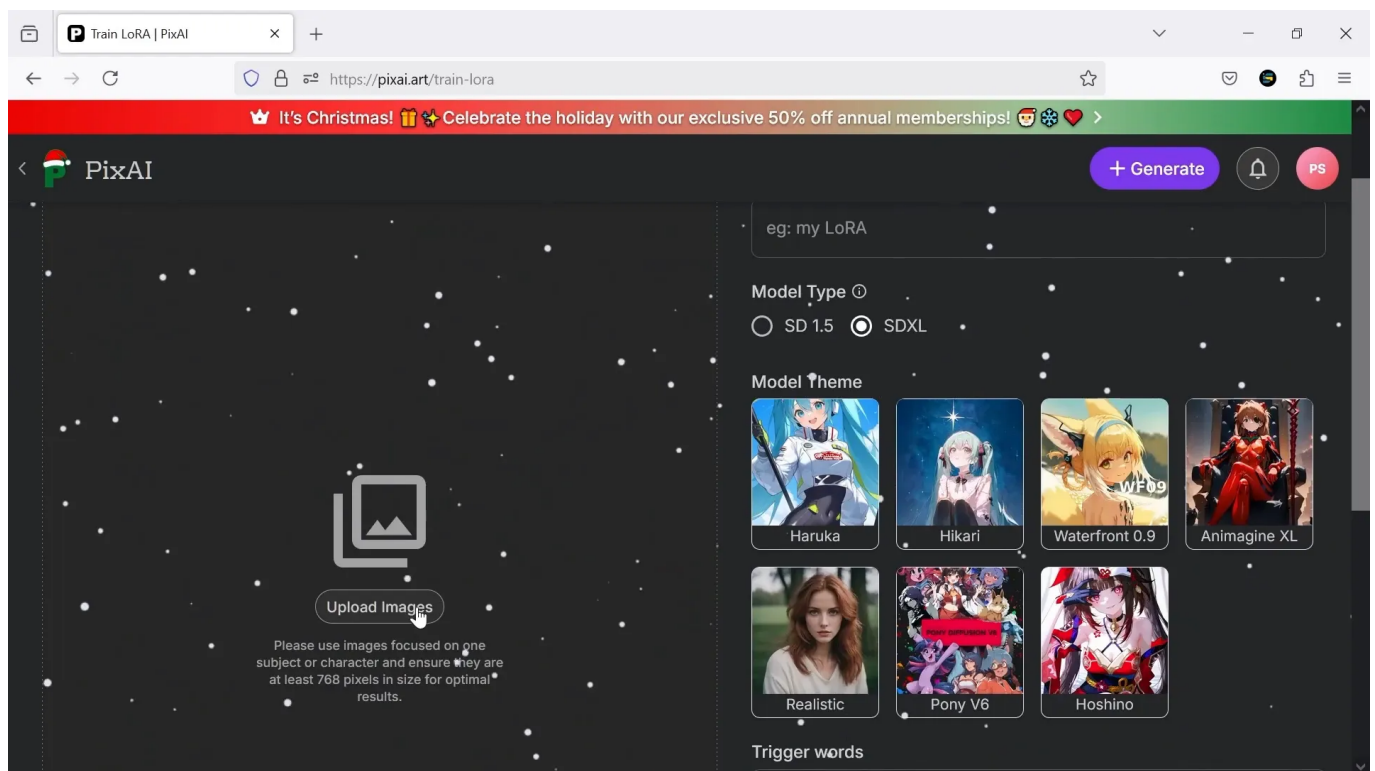 Train LoRA | PixAI
https://pixai.art/train-lora
It's Christmas! 🎁✨ Celebrate the holiday with our exclusive 50% off annual memberships! 🎅❄️❤️
PixAI
+ Generate
PS
eg: my LoRA
Model Type
SD 1.5 SDXL
Model Theme
WF09
Haruka Hikari Waterfront 0.9 Animagine XL
PONY DIFFUSION V6
Realistic Pony V6 Hoshino
Upload Images
Please use images focused on one
subject or character and ensure they are
at least 768 pixels in size for optimal
results.
Trigger words